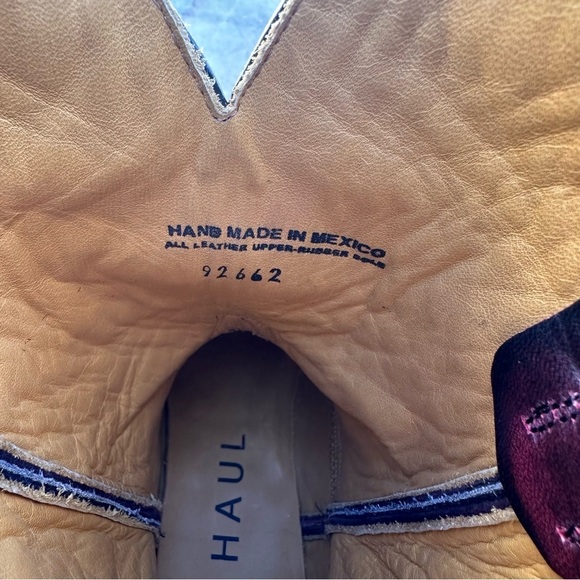 HAND MADE IN MEXICO
ALL LEATHER UPPER-RUBBER SOLE
92662
HAUL